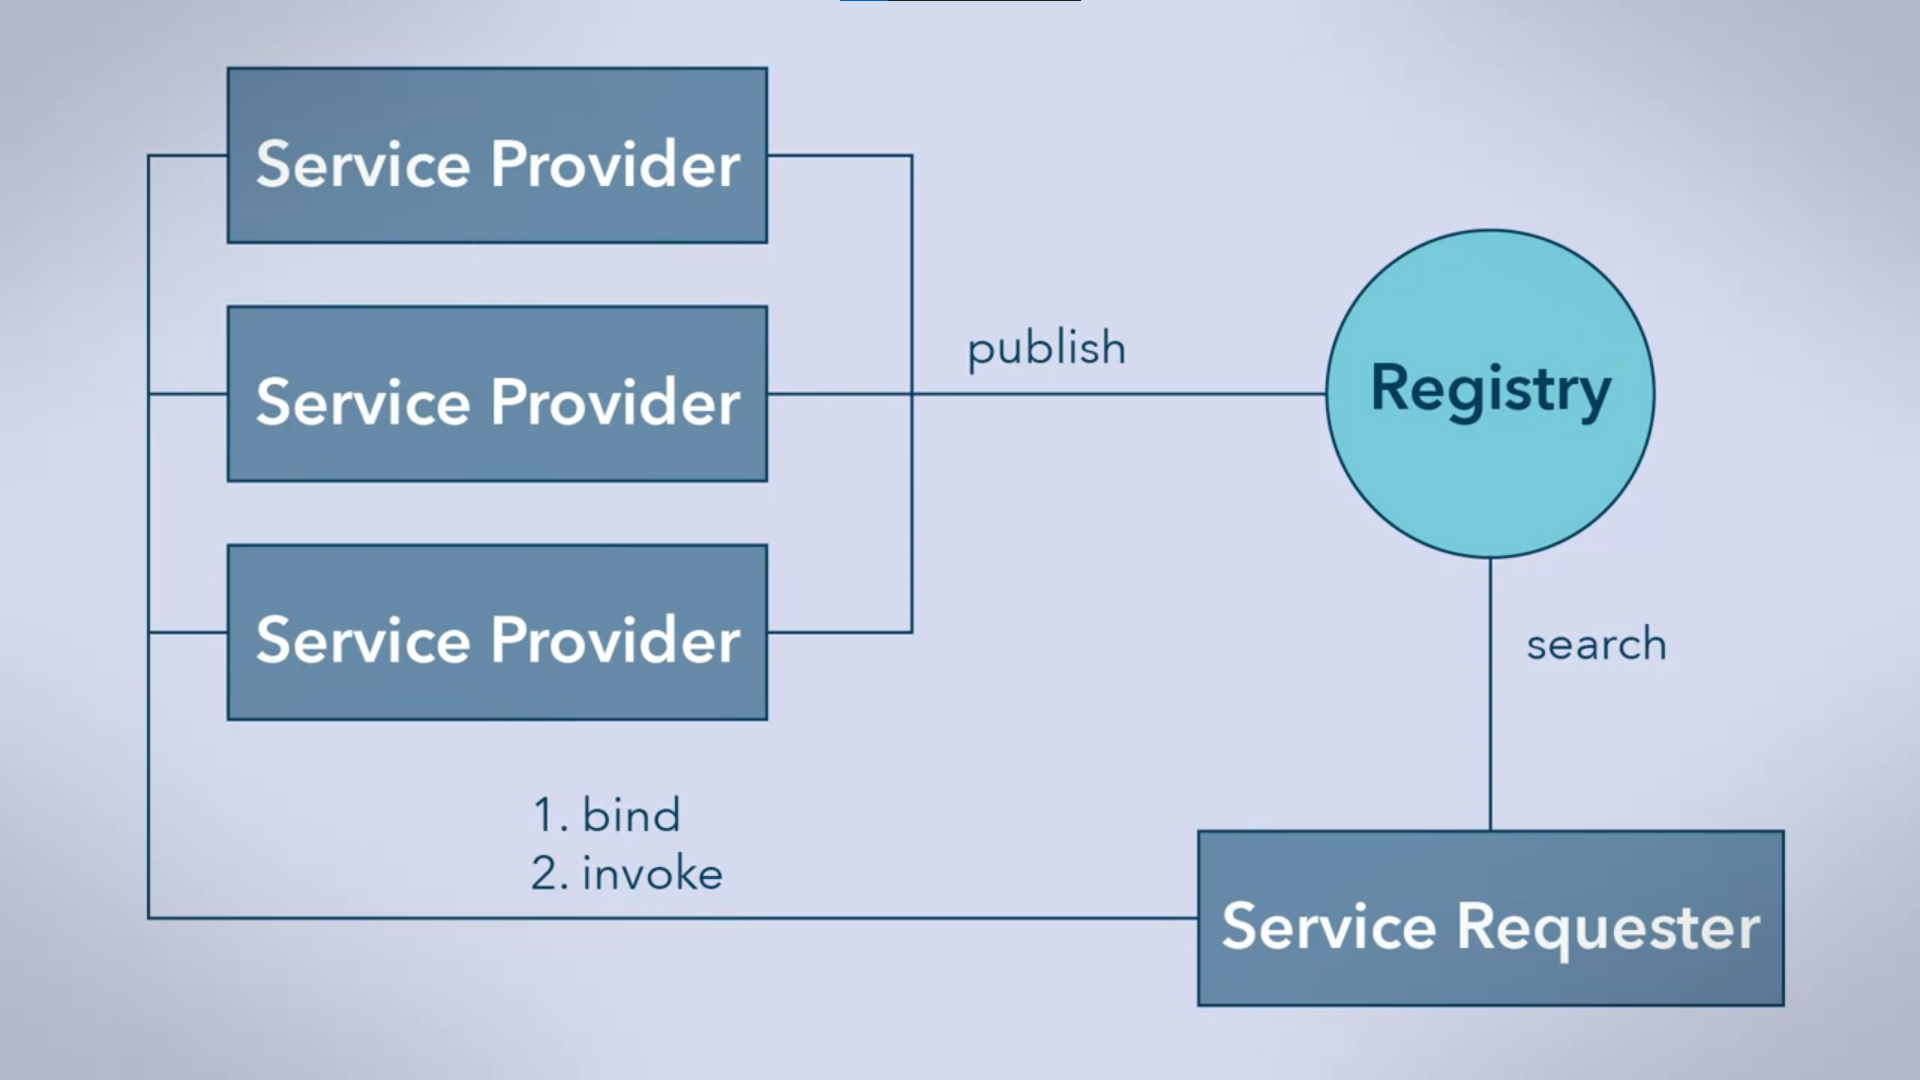 Service Provider
Service Provider
publish
Registry
Service Provider
search
1. bind
2. invoke
Service Requester